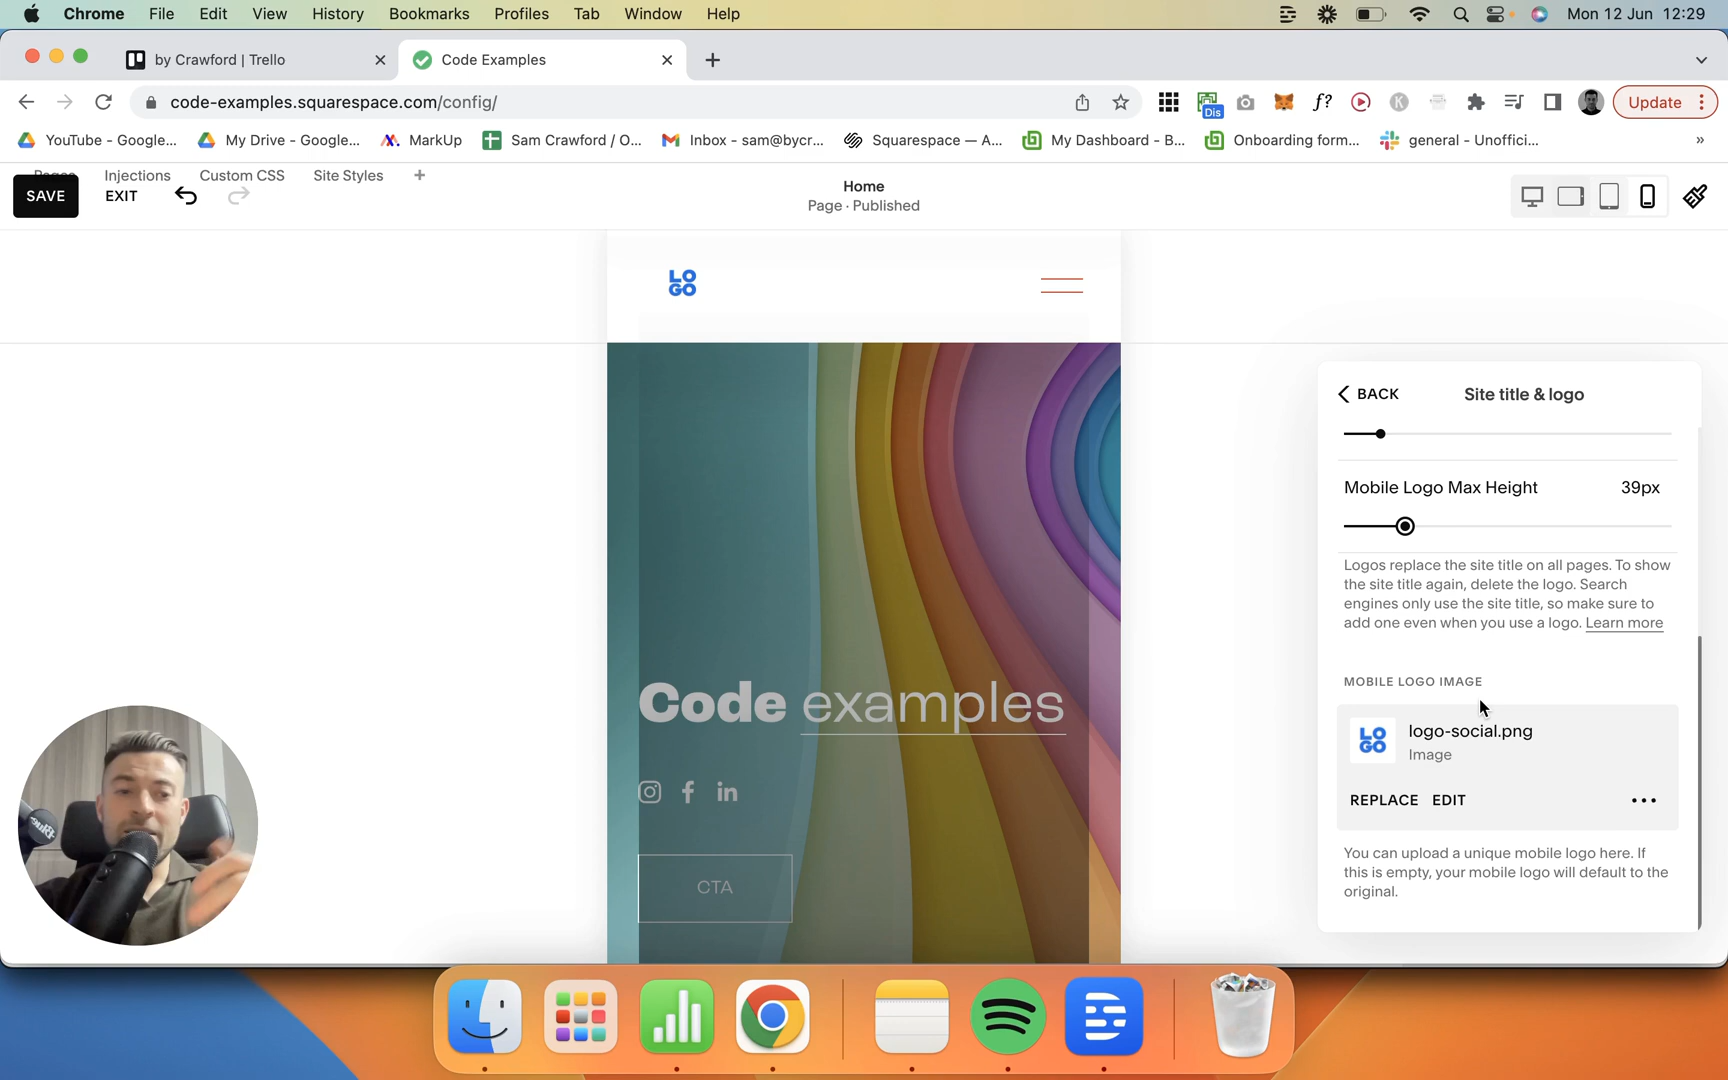 Chrome File Edit View History Bookmarks Profiles Tab Window Help Mon 12 Jun 12:29
by Crawford | Trello
Code Examples
code-examples.squarespace.com/config/
f?
Dis
K
Update
YouTube - Google...
My Drive - Google...
MarkUp
Sam Crawford / O...
Inbox - sam@bycr...
Squarespace — A...
My Dashboard - B...
Onboarding form...
general - Unoffici...
»
Pages Injections Custom CSS Site Styles +
SAVE EXIT
Home
Page · Published
LO
GO
BACK
Site title & logo
Mobile Logo Max Height 39px
Logos replace the site title on all pages. To show
the site title again, delete the logo. Search
engines only use the site title, so make sure to
add one even when you use a logo. Learn more
MOBILE LOGO IMAGE
LO
GO
logo-social.png
Image
REPLACE EDIT
You can upload a unique mobile logo here. If
this is empty, your mobile logo will default to the
original.
Code examples
CTA